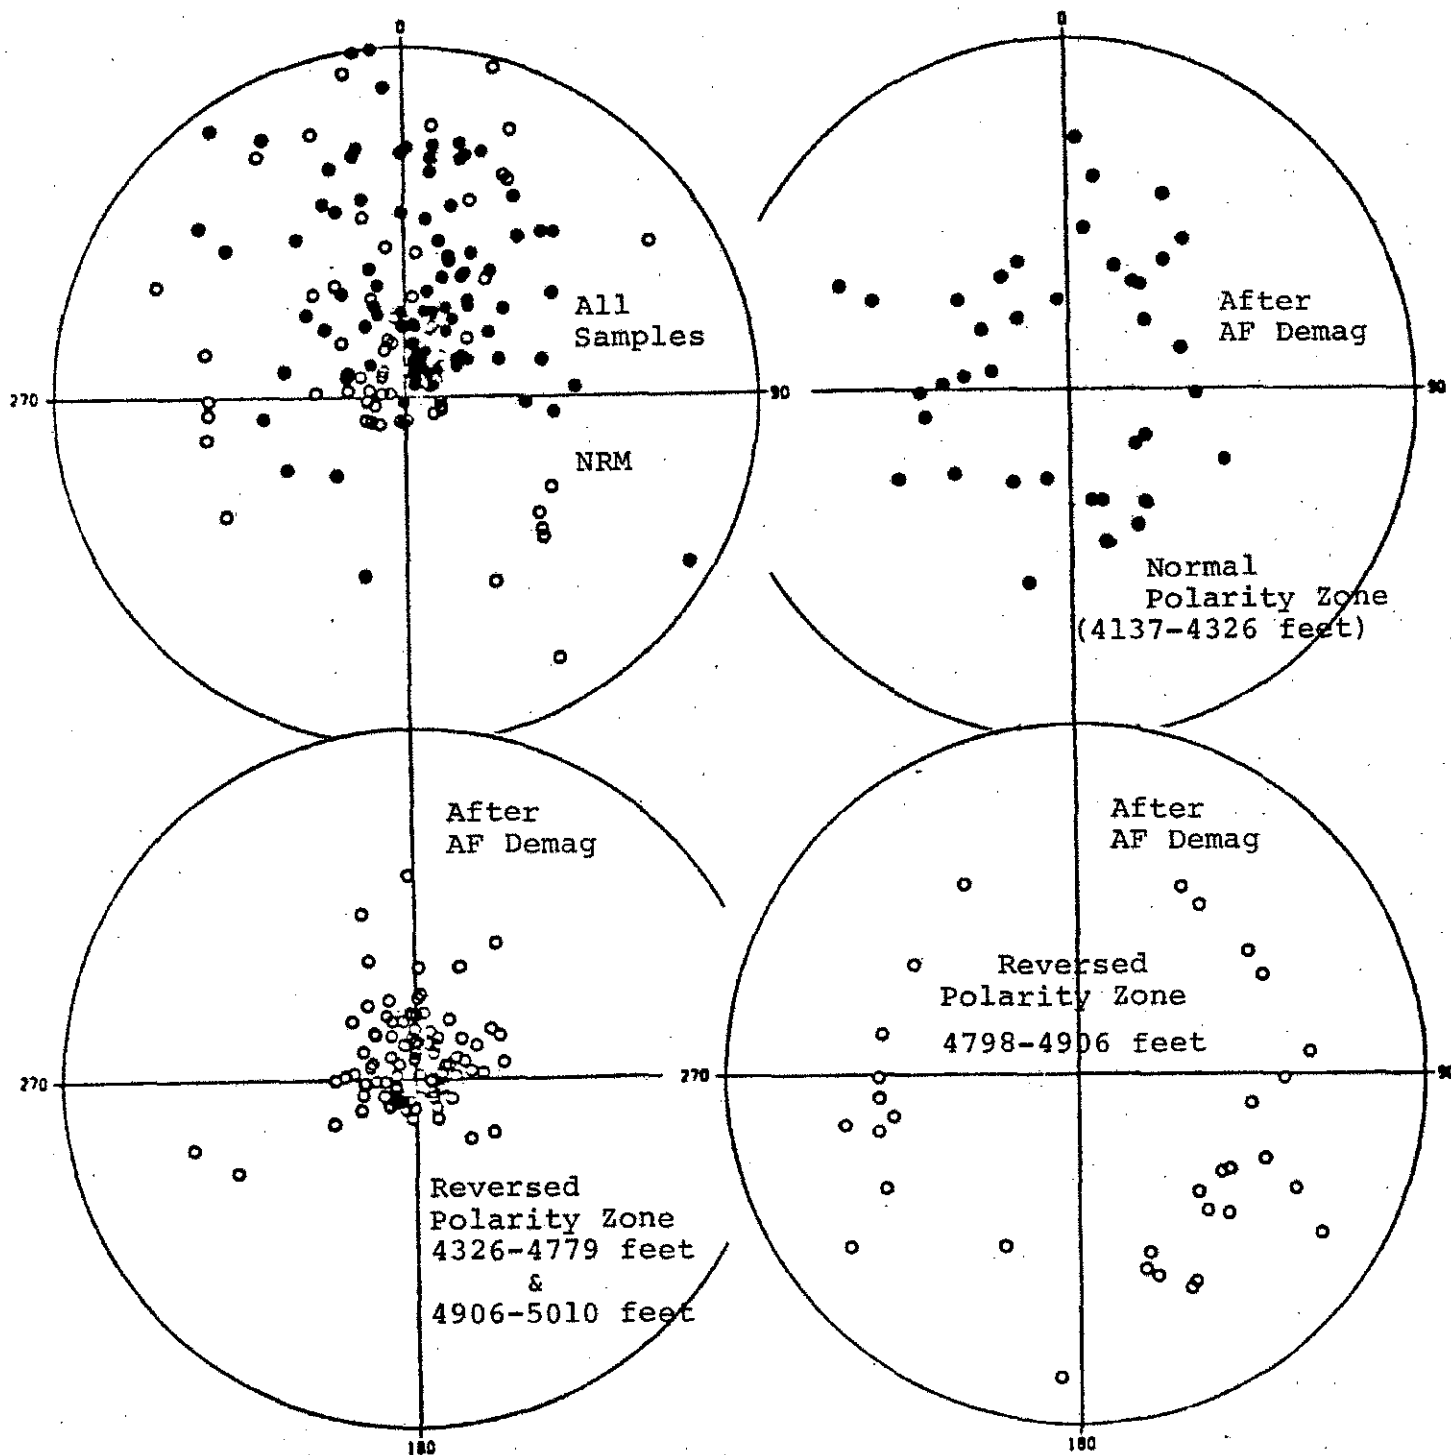 0
All
Samples
270
90
NRM
0
After
AF Demag
90
Normal
Polarity Zone
(4137-4326 feet)
After
AF Demag
270
Reversed
Polarity Zone
4326-4779 feet
&
4906-5010 feet
180
After
AF Demag
Reversed
Polarity Zone
4798-4906 feet
270
90
180